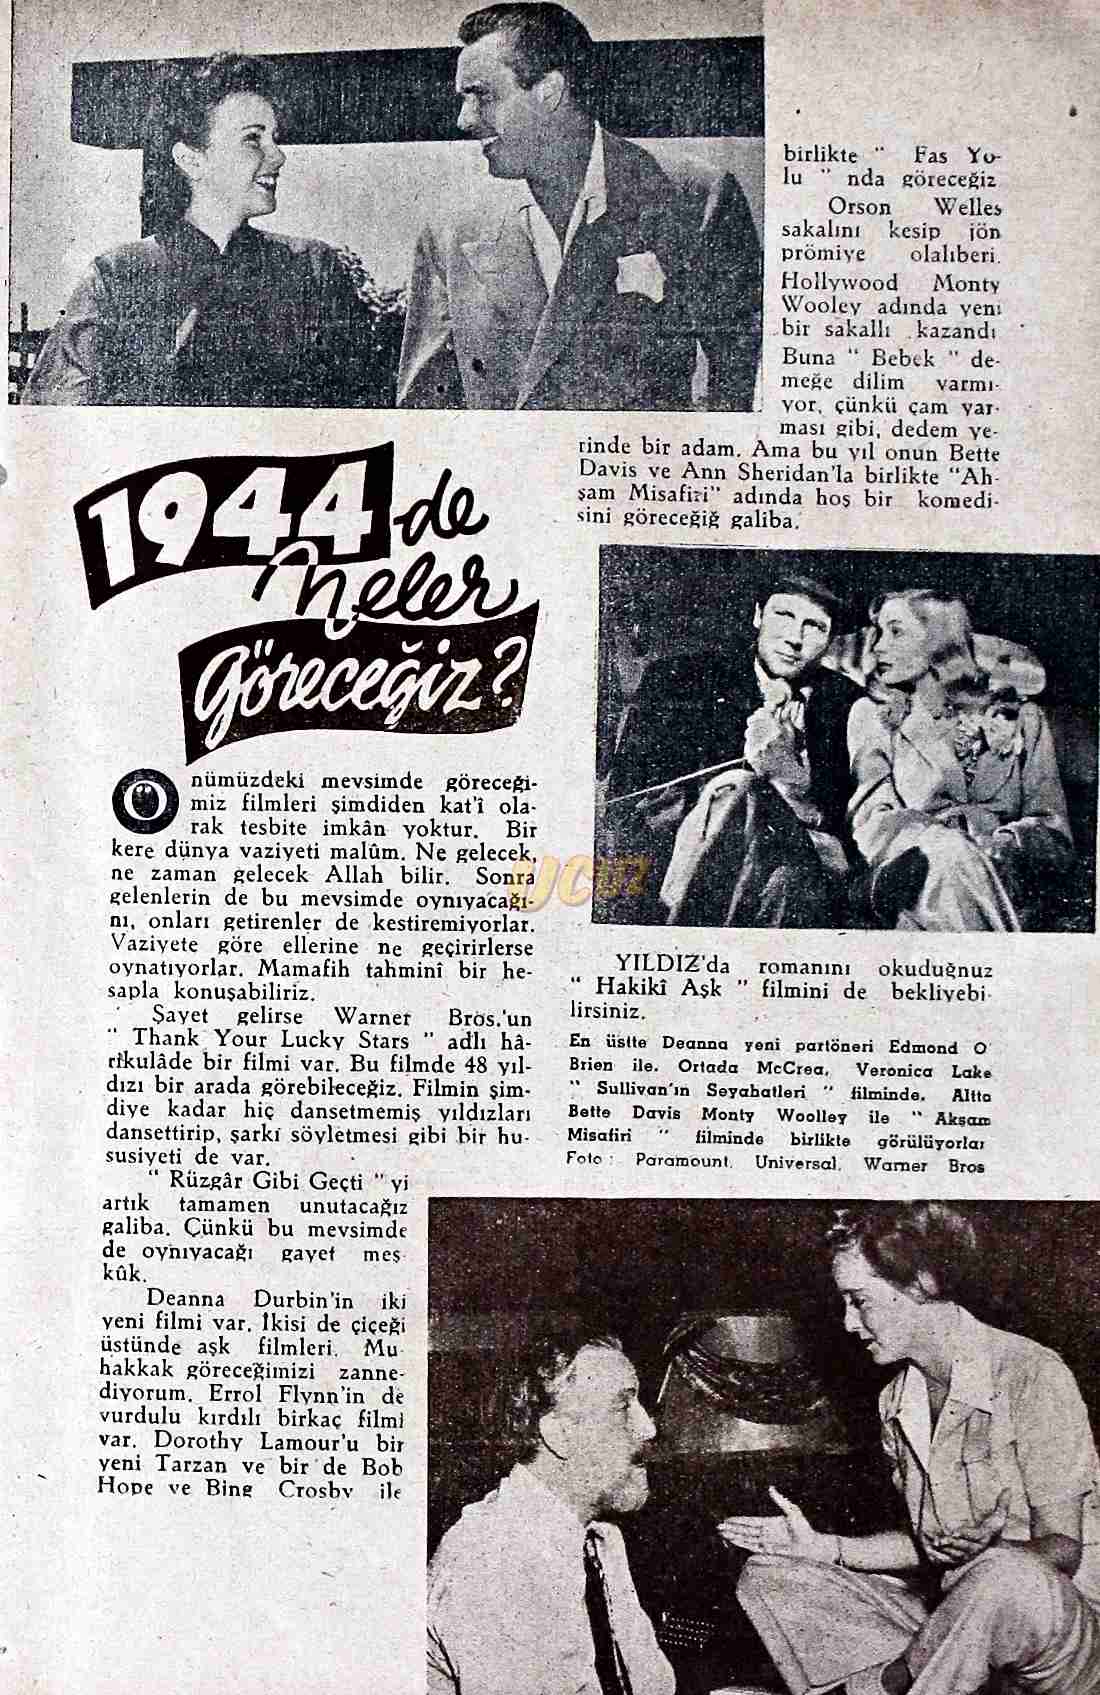 1944 de
Neler
Göreceğiz?
Önümüzdeki mevsimde göreceği-
miz filmleri şimdiden kat'î ola-
rak tesbite imkân yoktur. Bir
kere dünya vaziyeti malûm. Ne gelecek,
ne zaman gelecek Allah bilir. Sonra
gelenlerin de bu mevsimde oynıyacağı-
nı, onları getirenler de kestiremiyorlar.
Vaziyete göre ellerine ne geçirirlerse
oynatıyorlar. Mamafih tahminî bir he-
sapla konuşabiliriz.
Şayet gelirse Warner Bros.'un
" Thank Your Lucky Stars " adlı hâ-
rikulâde bir filmi var. Bu filmde 48 yıl-
dızı bir arada görebileceğiz. Filmin şim-
diye kadar hiç dansetmemiş yıldızları
dansettirip, şarkı söyletmesi gibi bir hu-
susiyeti de var.
" Rüzgâr Gibi Geçti " yi
artık tamamen unutacağız
galiba. Çünkü bu mevsimde
de oynıyacağı gayet meş
kûk.
Deanna Durbin'in iki
yeni filmi var. İkisi de çiçeği
üstünde aşk filmleri. Mu
hakkak göreceğimizi zanne-
diyorum. Errol Flynn'in de
vurdulu kırdılı birkaç filmi
var. Dorothy Lamour'u bir
yeni Tarzan ve bir de Bob
Hope ve Bing Crosby ile
birlikte " Fas Yo-
lu " nda göreceğiz
Orson Welles
sakalını kesip jön
prömiye olalıberi.
Hollywood Monty
Wooley adında yeni
bir sakallı kazandı
Buna " Bebek " de-
meğe dilim varmı-
yor, çünkü çam yar-
ması gibi, dedem ye-
rinde bir adam. Ama bu yıl onun Bette
Davis ve Ann Sheridan'la birlikte "Ah-
şam Misafiri" adında hoş bir komedi-
sini göreceğiğ galiba.
YILDIZ'da romanını okuduğnuz
" Hakikî Aşk " filmini de bekliyebi-
lirsiniz.
En üstte Deanna yeni partöneri Edmond O'
Brien ile. Ortada McCrea, Veronica Lake
" Sullivan'ın Seyahatleri " filminde. Altta
Bette Davis Monty Woolley ile " Akşam
Misafiri " filminde birlikte görülüyorlar
Foto : Paramount, Universal, Warner Bros
UCUZ